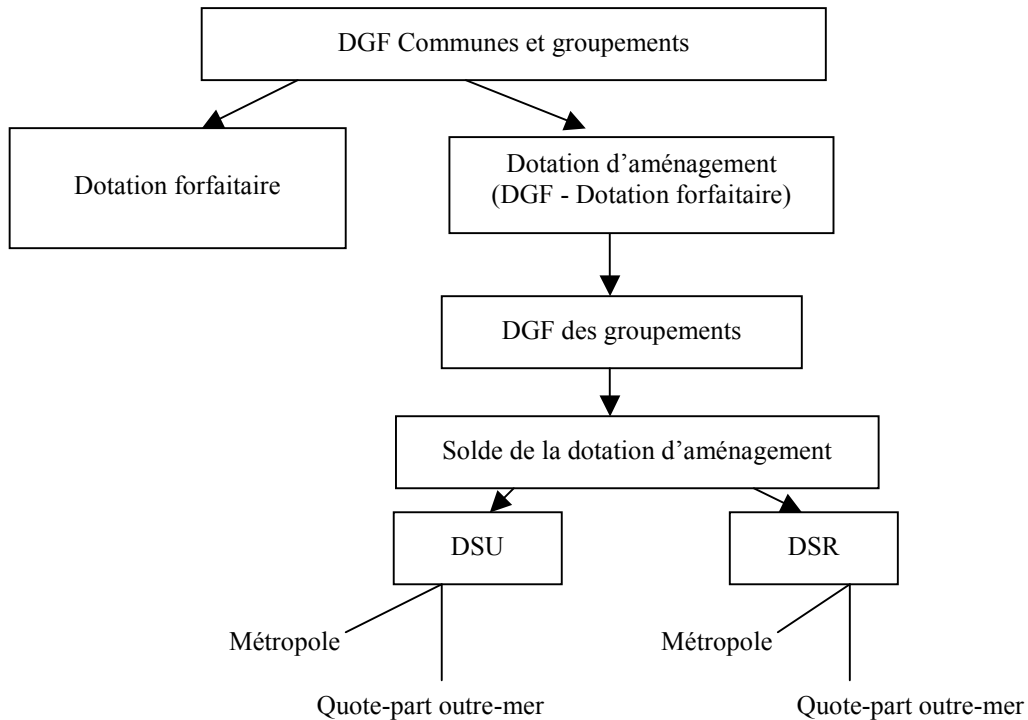 DGF Communes et groupements
Dotation forfaitaire
Dotation d’aménagement
(DGF - Dotation forfaitaire)
DGF des groupements
Solde de la dotation d’aménagement
DSU
DSR
Métropole
Métropole
Quote-part outre-mer
Quote-part outre-mer